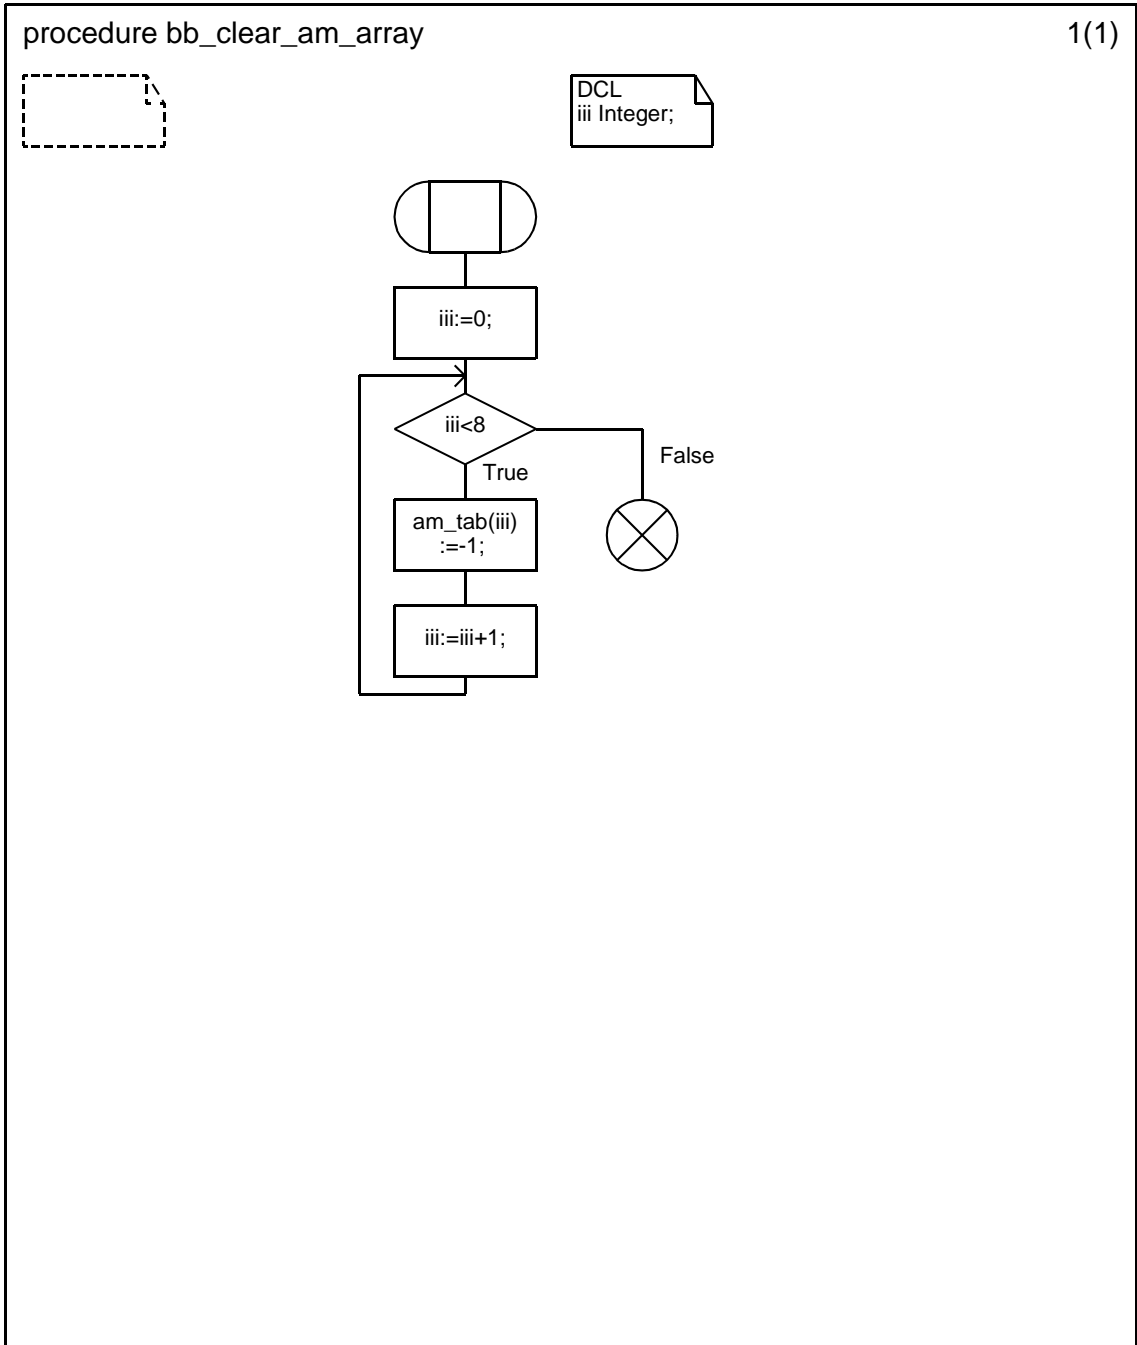 procedure bb_clear_am_array
1(1)
DCL
iii Integer;
iii:=0;
iii<8
False
True
am_tab(iii)
:=-1;
iii:=iii+1;